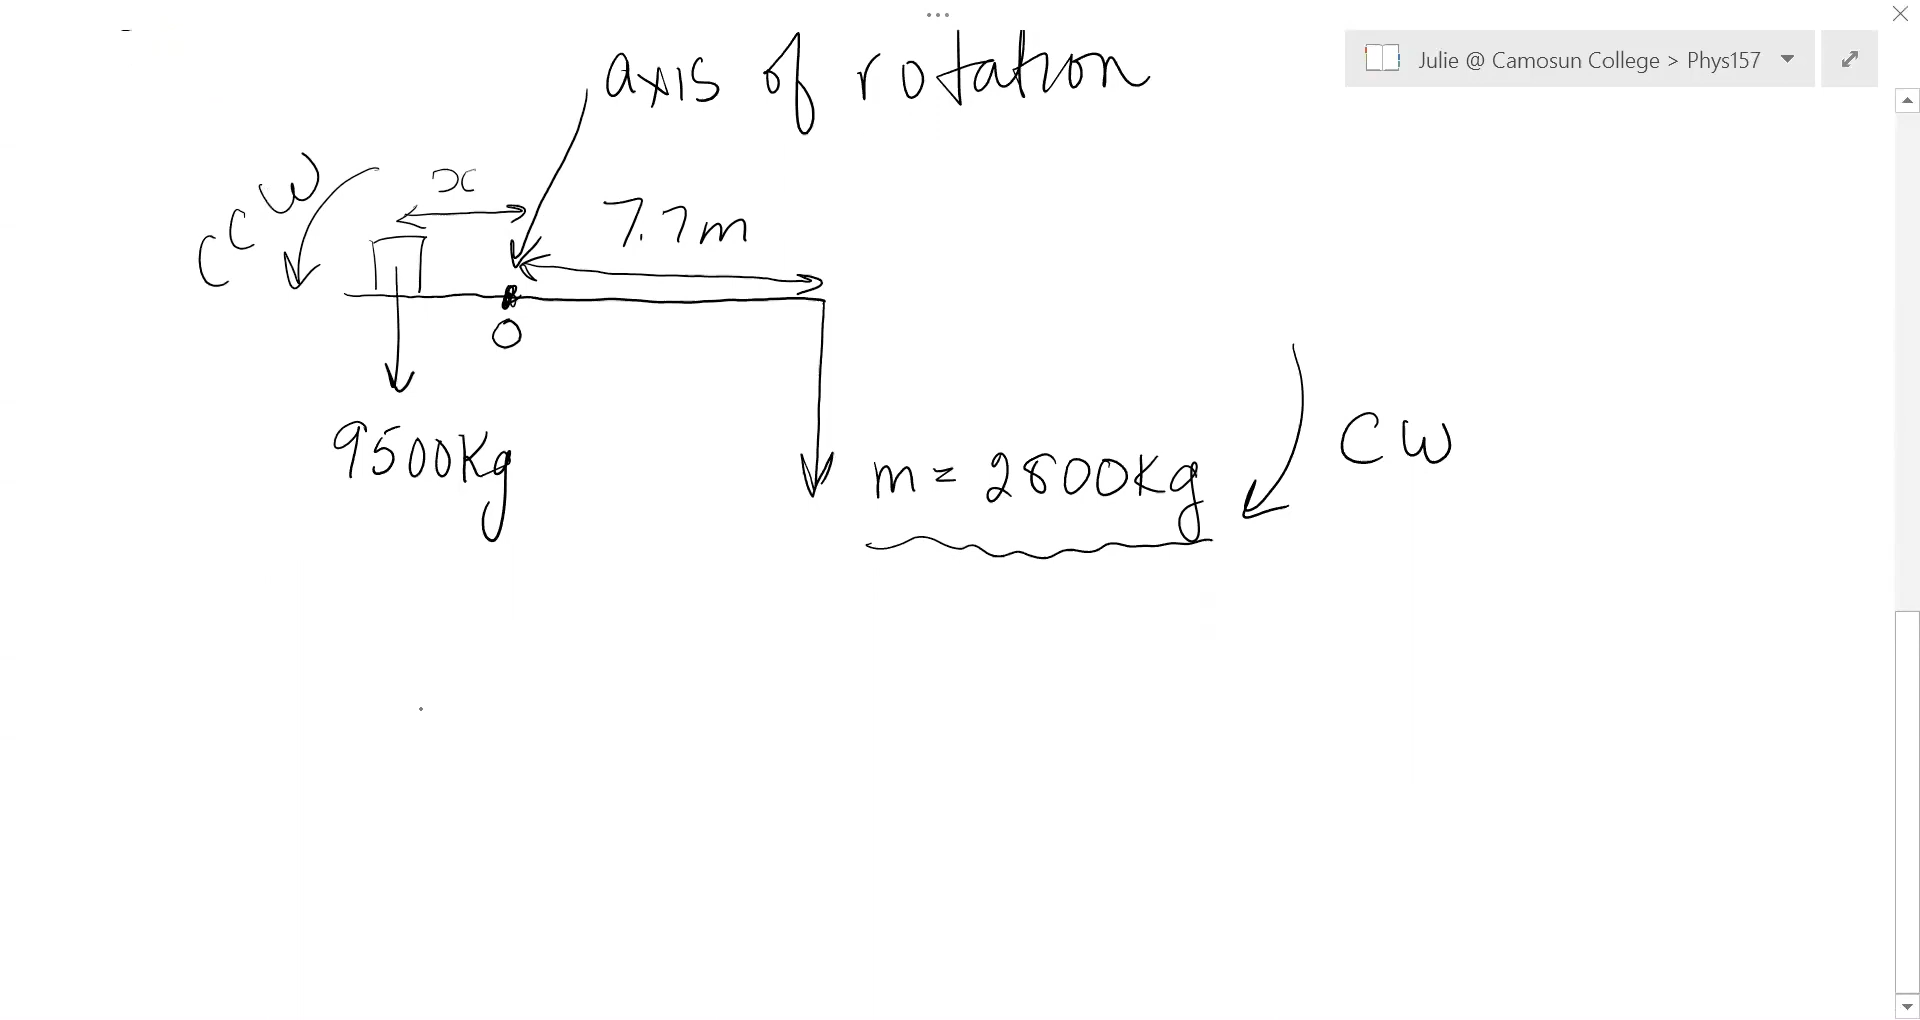 Julie @ Camosun College > Phys157
axis of rotation
CCW
x
7.7m
O
9500Kg
m = 2800Kg
CW